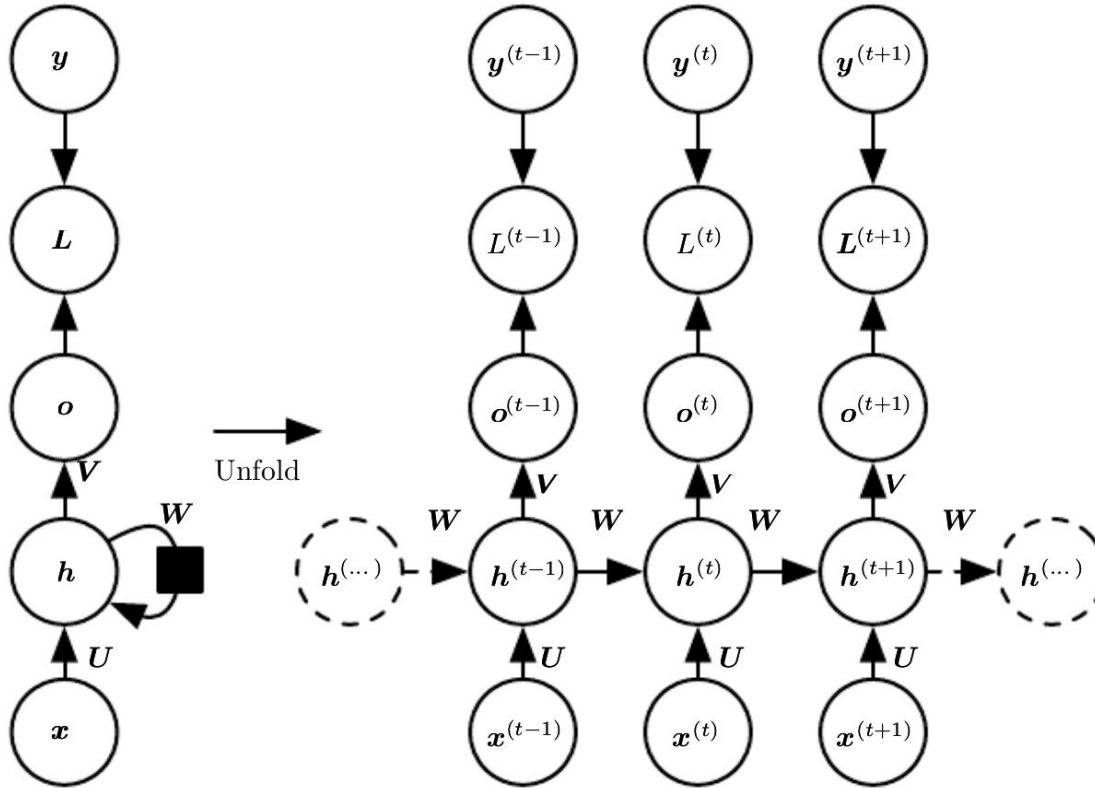 y y^(t−1) y^(t) y^(t+1)
L L^(t−1) L^(t) L^(t+1)
o o^(t−1) o^(t) o^(t+1)
Unfold
V V V V
W W W W W
h h^(...) h^(t−1) h^(t) h^(t+1) h^(...)
U U U U
x x^(t−1) x^(t) x^(t+1)